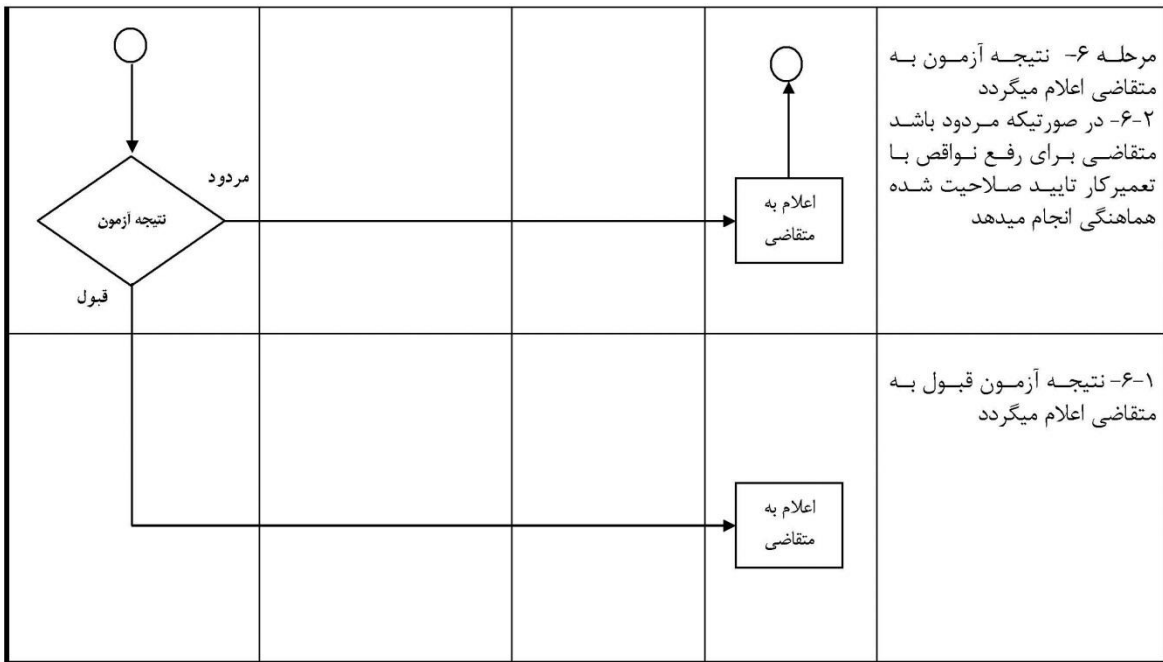 مرحله ۶- نتیجه آزمون به
متقاضی اعلام میگردد
۶-۲- در صورتیکه مردود باشد
متقاضی برای رفع نواقص با
تعمیرکار تایید صلاحیت شده
هماهنگی انجام میدهد
اعلام به
متقاضی
مردود
نتیجه آزمون
قبول
۶-۱- نتیجه آزمون قبول به
متقاضی اعلام میگردد
اعلام به
متقاضی